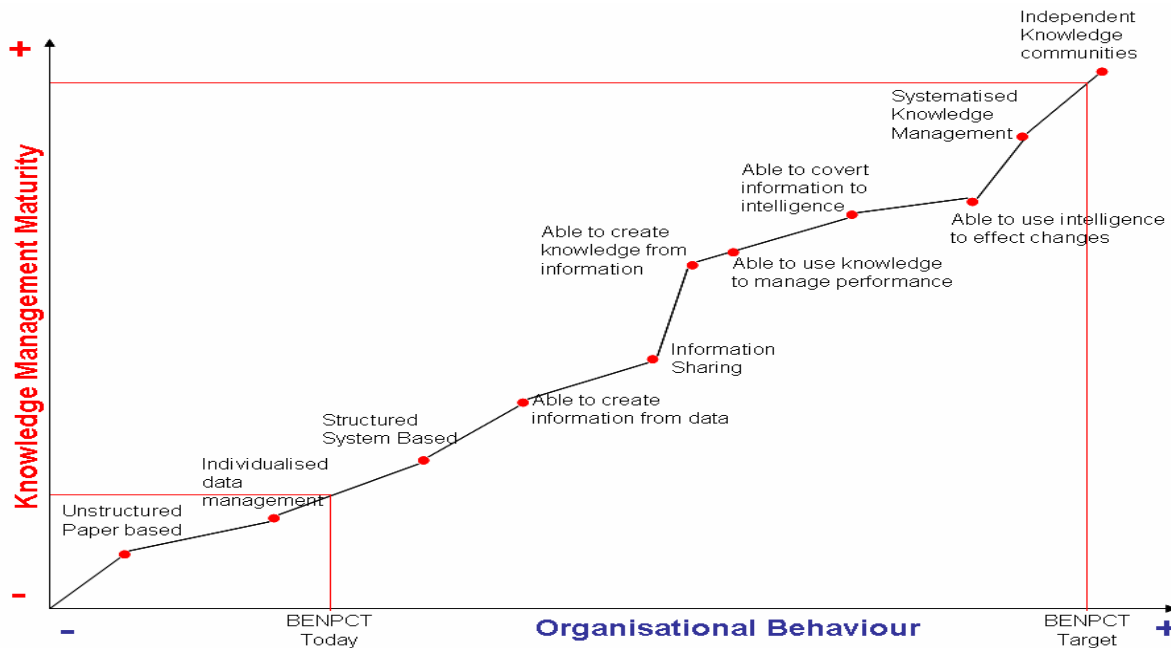 Independent
Knowledge
communities
+
Systematised
Knowledge
Management
Able to covert
information to
intelligence
Able to use intelligence
to effect changes
Able to create
knowledge from
information
Able to use knowledge
to manage performance
Knowledge Management Maturity
Information
Sharing
Able to create
information from data
Structured
System Based
Individualised
data
management
Unstructured
Paper based
-
-
BENPCT
Today
Organisational Behaviour
BENPCT
Target
+